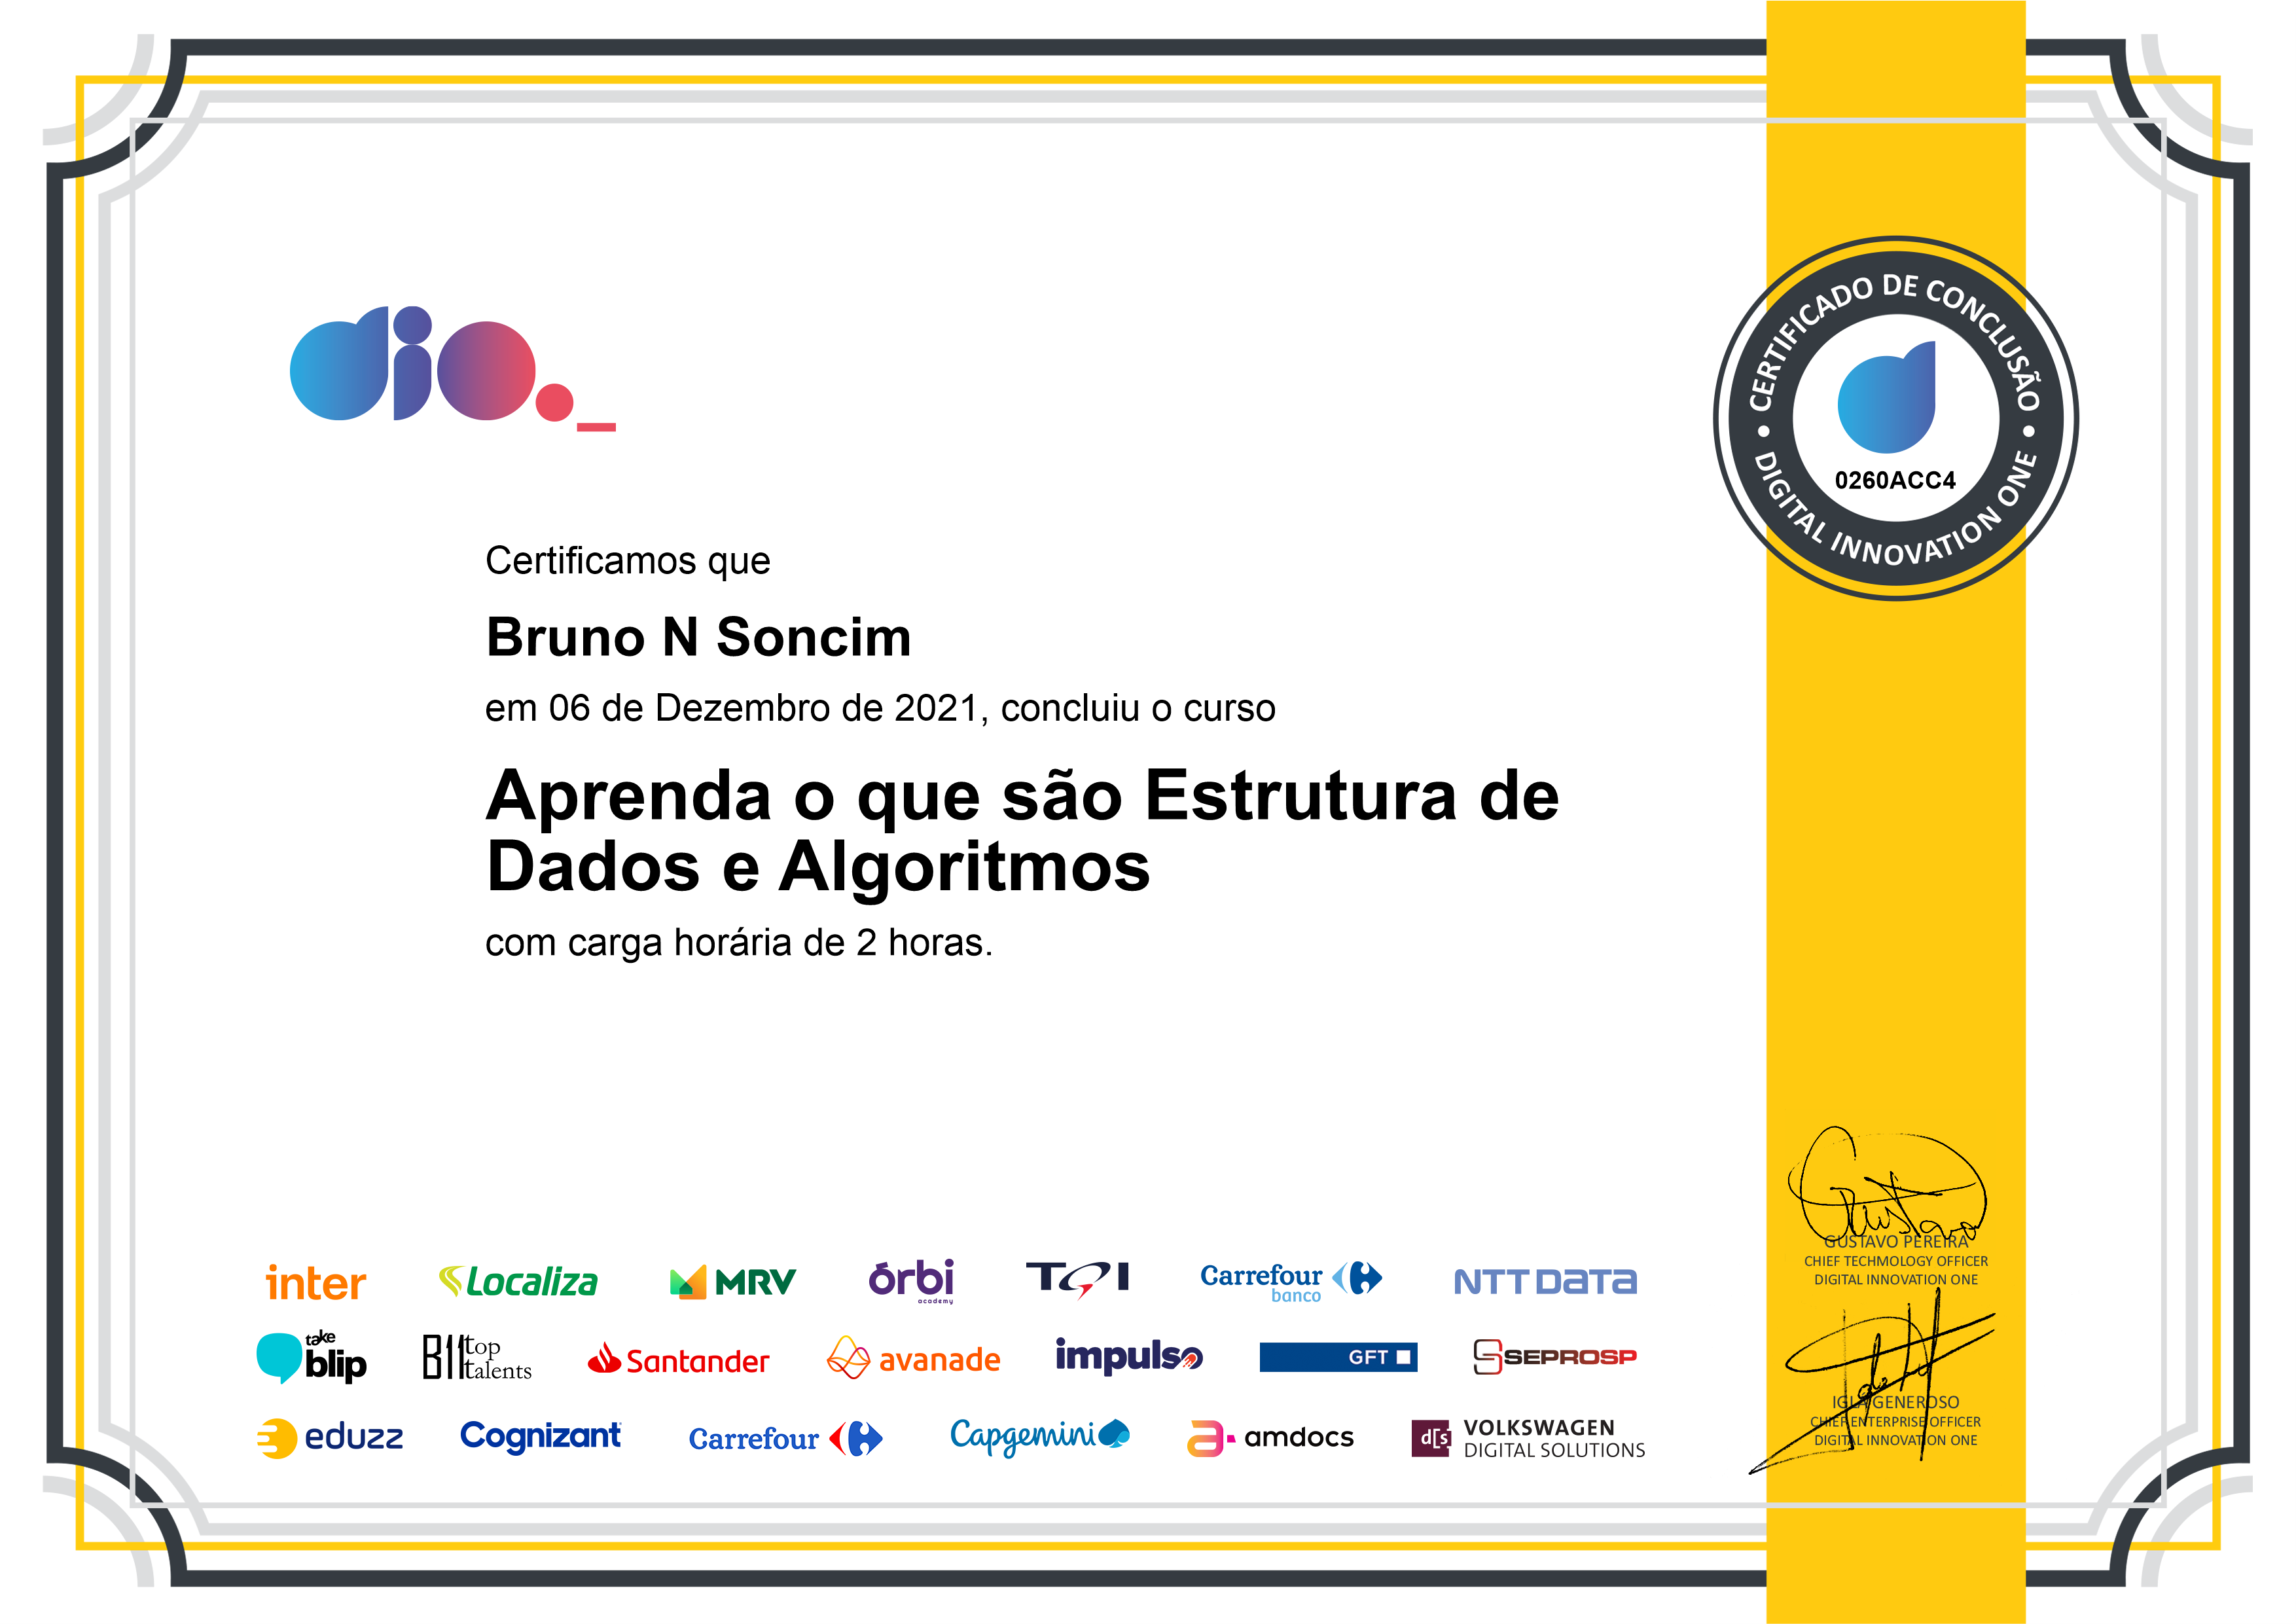 dio._
CERTIFICADO DE CONCLUSÃO
0260ACC4
• DIGITAL INNOVATION ONE •
Certificamos que
Bruno N Soncim
em 06 de Dezembro de 2021, concluiu o curso
Aprenda o que são Estrutura de
Dados e Algoritmos
com carga horária de 2 horas.
inter Localiza MRV órbi academy TQI Carrefour banco NTT DATA
take blip B11 top talents Santander avanade impulso GFT SEPROSP
eduzz Cognizant Carrefour Capgemini a amdocs d[s] VOLKSWAGEN DIGITAL SOLUTIONS
Gustavo
GUSTAVO PEREIRA
CHIEF TECHMOLOGY OFFICER
DIGITAL INNOVATION ONE
IGLA GENEROSO
CHIEF ENTERPRISE OFFICER
DIGITAL INNOVATION ONE